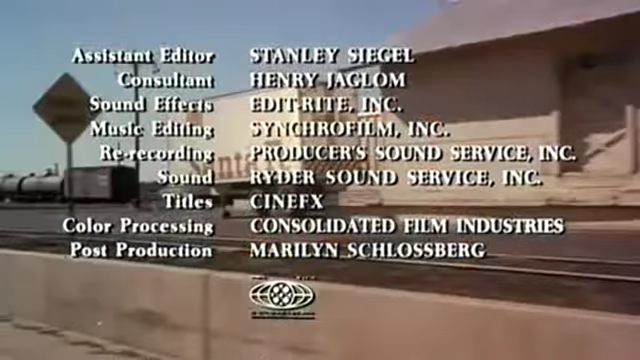 Assistant Editor STANLEY SIEGEL
Consultant HENRY JAGLOM
Sound Effects EDIT-RITE, INC.
Music Editing SYNCHROFILM, INC.
Re-recording PRODUCER'S SOUND SERVICE, INC.
Sound RYDER SOUND SERVICE, INC.
Titles CINEFX
Color Processing CONSOLIDATED FILM INDUSTRIES
Post Production MARILYN SCHLOSSBERG